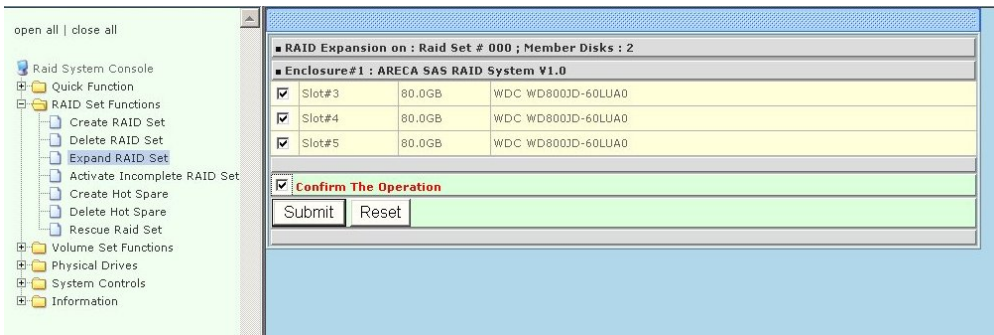 open all | close all
Raid System Console
Quick Function
RAID Set Functions
Create RAID Set
Delete RAID Set
Expand RAID Set
Activate Incomplete RAID Set
Create Hot Spare
Delete Hot Spare
Rescue Raid Set
Volume Set Functions
Physical Drives
System Controls
Information
RAID Expansion on : Raid Set # 000 ; Member Disks : 2
Enclosure#1 : ARECA SAS RAID System V1.0
Slot#3 80.0GB WDC WD800JD-60LUA0
Slot#4 80.0GB WDC WD800JD-60LUA0
Slot#5 80.0GB WDC WD800JD-60LUA0
Confirm The Operation
Submit Reset